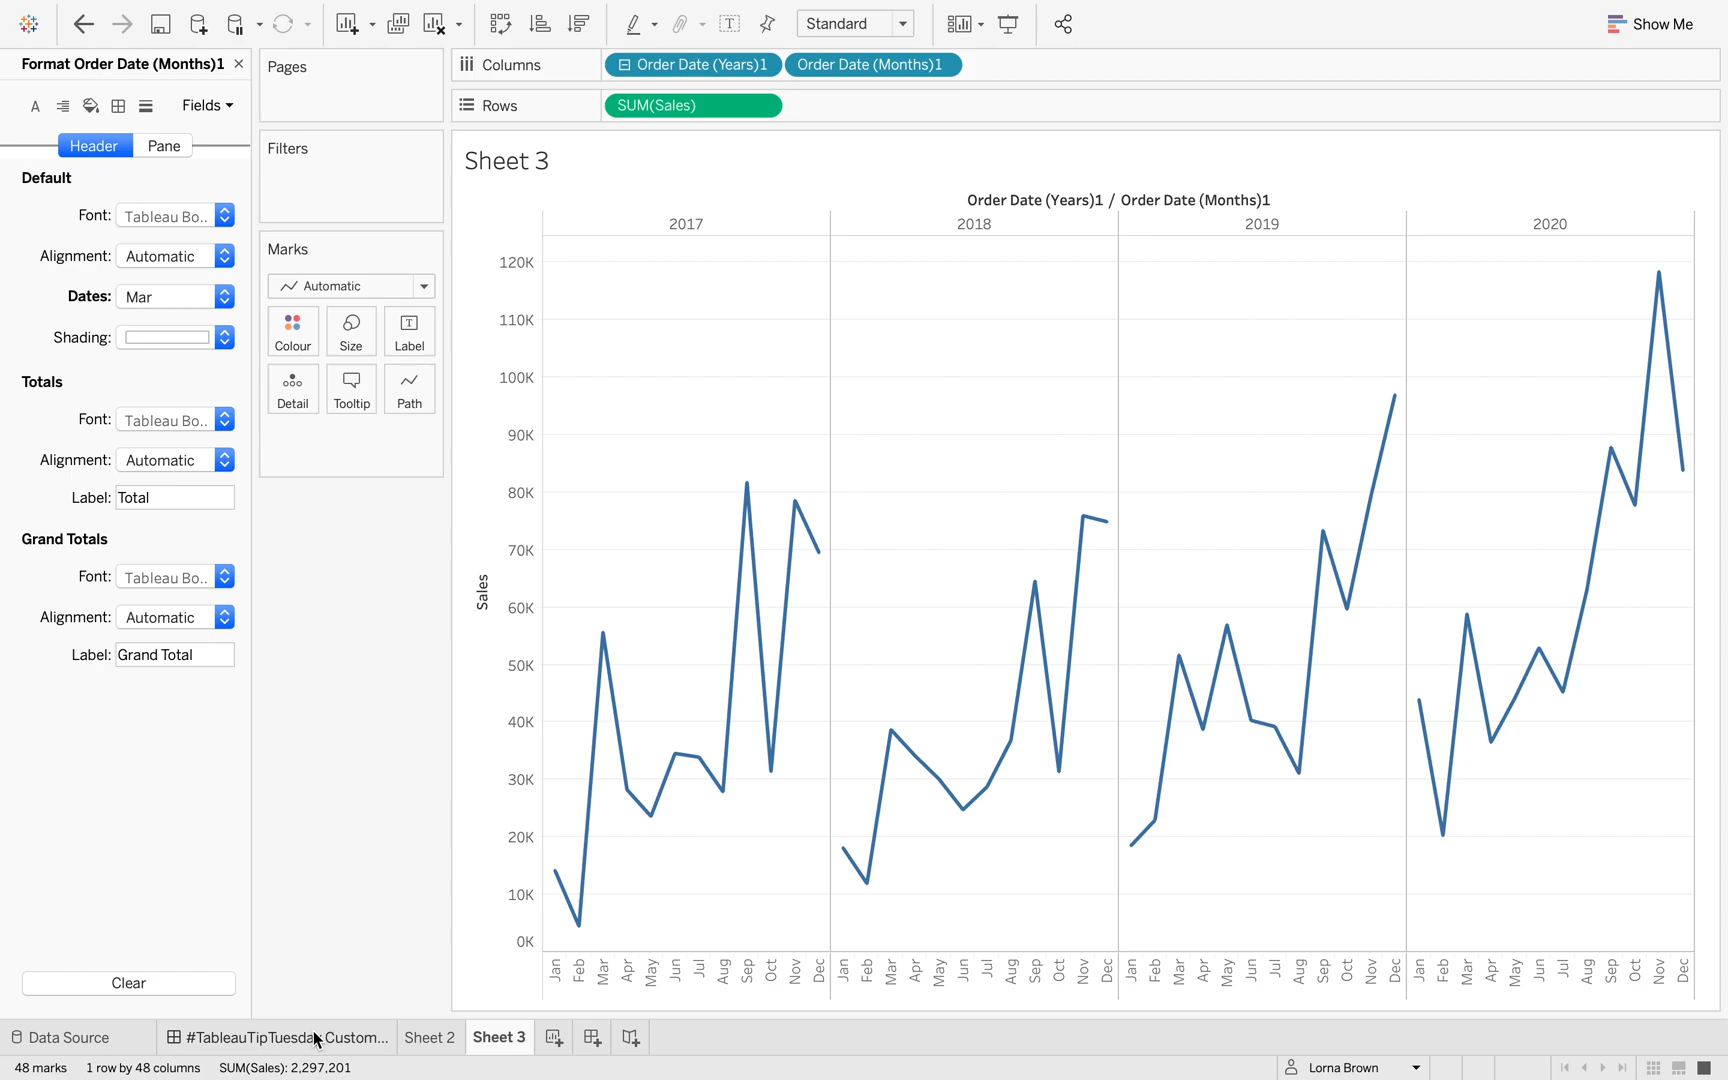 Standard
Show Me
Format Order Date (Months)1
Fields
Header
Pane
Default
Font: Tableau Bo..
Alignment: Automatic
Dates: Mar
Shading:
Totals
Font: Tableau Bo..
Alignment: Automatic
Label: Total
Grand Totals
Font: Tableau Bo..
Alignment: Automatic
Label: Grand Total
Clear
Pages
Filters
Marks
Automatic
Colour
Size
Label
Detail
Tooltip
Path
Columns
Order Date (Years)1
Order Date (Months)1
Rows
SUM(Sales)
Sheet 3
Order Date (Years)1 / Order Date (Months)1
2017 2018 2019 2020
120K
110K
100K
90K
80K
70K
60K
50K
40K
30K
20K
10K
0K
Sales
Jan Feb Mar Apr May Jun Jul Aug Sep Oct Nov Dec Jan Feb Mar Apr May Jun Jul Aug Sep Oct Nov Dec Jan Feb Mar Apr May Jun Jul Aug Sep Oct Nov Dec Jan Feb Mar Apr May Jun Jul Aug Sep Oct Nov Dec
Data Source
#TableauTipTuesda Custom...
Sheet 2
Sheet 3
48 marks
1 row by 48 columns
SUM(Sales): 2,297,201
Lorna Brown